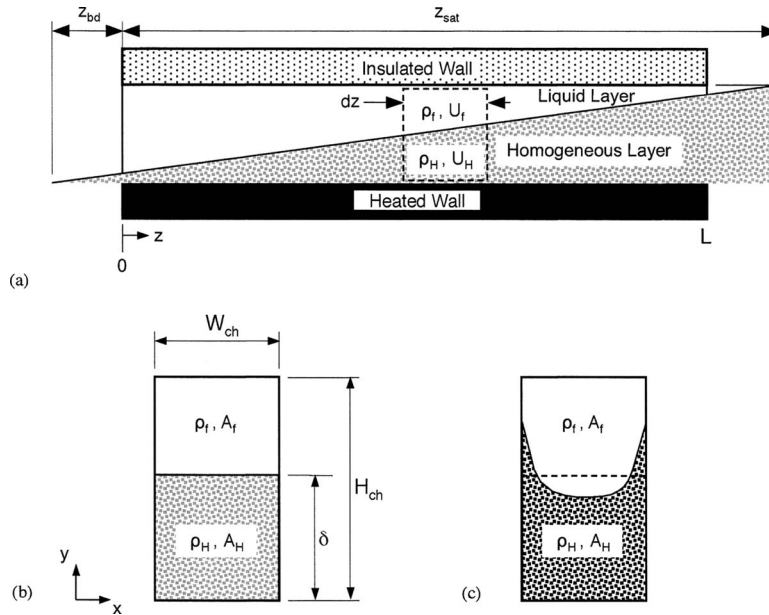 z_bd z_sat
Insulated Wall
dz Liquid Layer
ρ_f , U_f
ρ_H , U_H Homogeneous Layer
Heated Wall
z L
0
(a)
W_ch
ρ_f , A_f ρ_f , A_f
H_ch
δ
ρ_H , A_H ρ_H , A_H
y
(b) x (c)